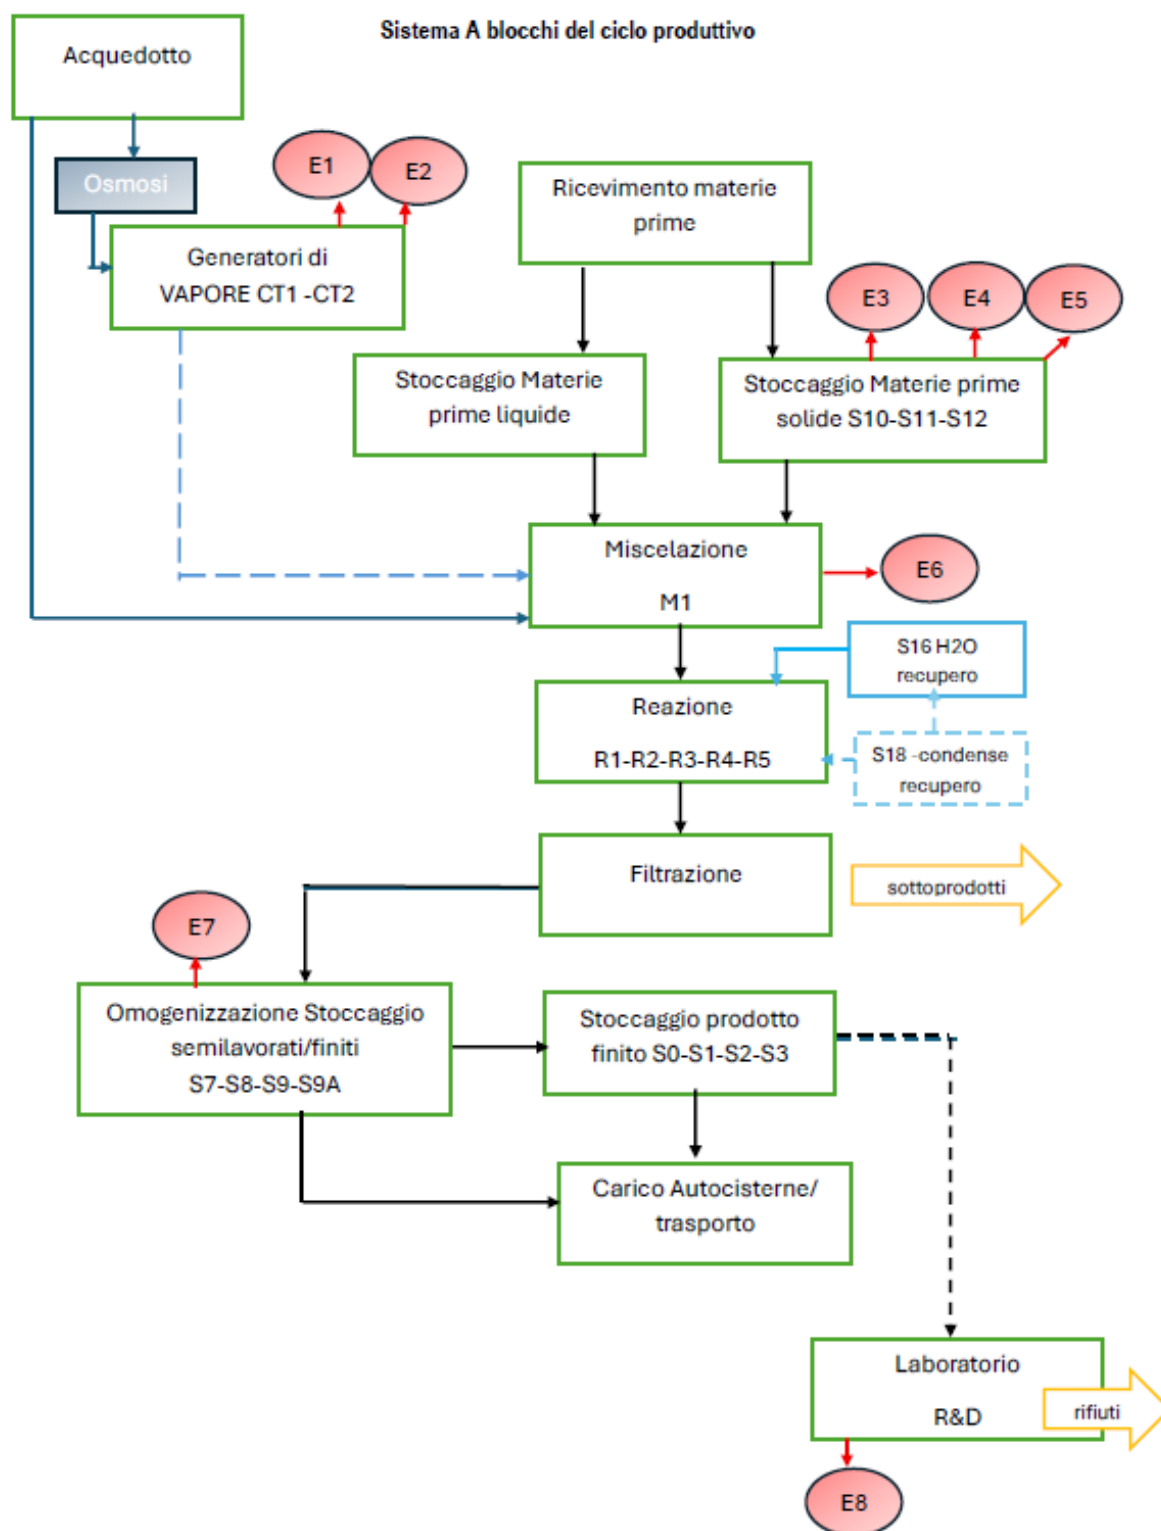 Sistema A blocchi del ciclo produttivo
Acquedotto
Osmosi
E1
E2
Generatori di
VAPORE CT1 -CT2
Ricevimento materie
prime
E3
E4
E5
Stoccaggio Materie
prime liquide
Stoccaggio Materie prime
solide S10-S11-S12
Miscelazione
M1
E6
S16 H2O
recupero
Reazione
R1-R2-R3-R4-R5
S18 -condense
recupero
Filtrazione
sottoprodotti
E7
Omogenizzazione Stoccaggio
semilavorati/finiti
S7-S8-S9-S9A
Stoccaggio prodotto
finito S0-S1-S2-S3
Carico Autocisterne/
trasporto
Laboratorio
R&D
rifiuti
E8